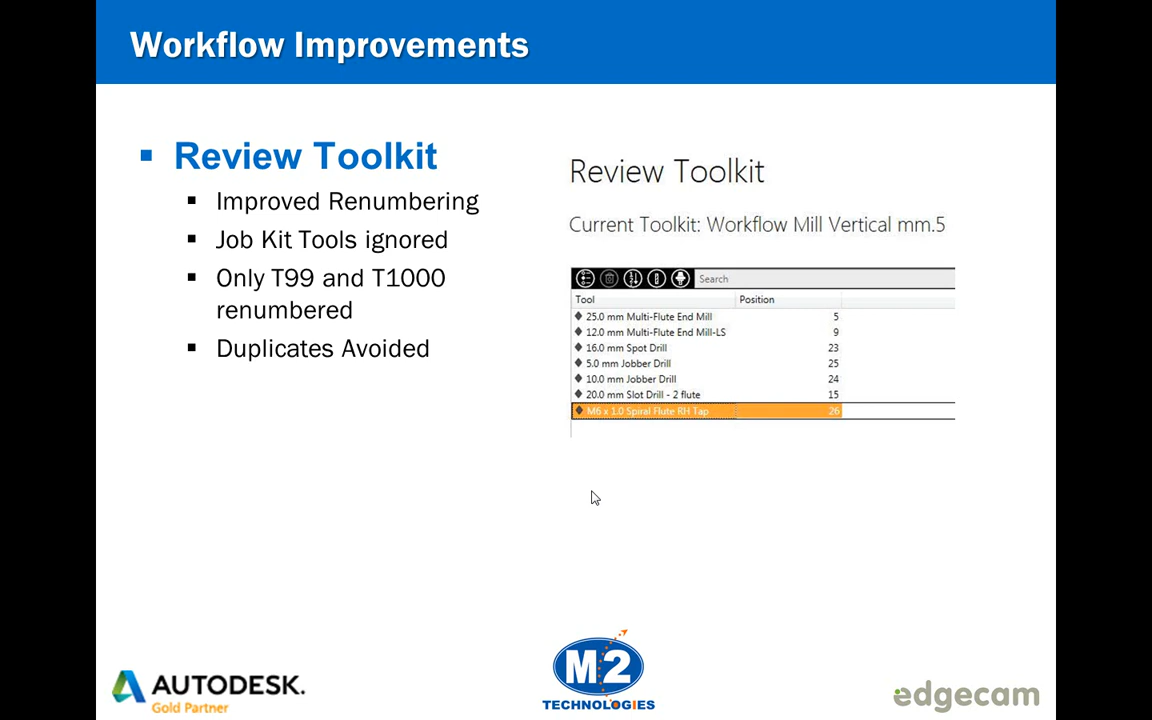 Workflow Improvements
Review Toolkit
Improved Renumbering
Job Kit Tools ignored
Only T99 and T1000
renumbered
Duplicates Avoided
Review Toolkit
Current Toolkit: Workflow Mill Vertical mm.5
Search
Tool Position
25.0 mm Multi-Flute End Mill 5
12.0 mm Multi-Flute End Mill-LS 9
16.0 mm Spot Drill 23
5.0 mm Jobber Drill 25
10.0 mm Jobber Drill 24
20.0 mm Slot Drill - 2 flute 15
M6 x 1.0 Spiral Flute RH Tap 26
AUTODESK.
Gold Partner
M2
TECHNOLOGIES
edgecam